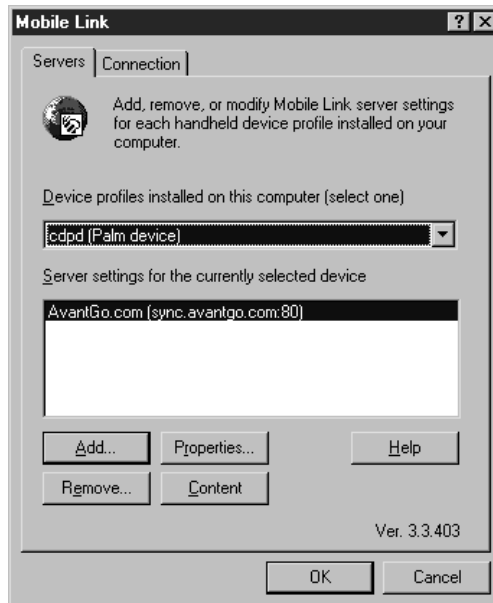 Mobile Link
Servers Connection
Add, remove, or modify Mobile Link server settings
for each handheld device profile installed on your
computer.
Device profiles installed on this computer (select one)
cdpd (Palm device)
Server settings for the currently selected device
AvantGo.com (sync.avantgo.com:80)
Add... Properties... Help
Remove... Content
Ver. 3.3.403
OK Cancel